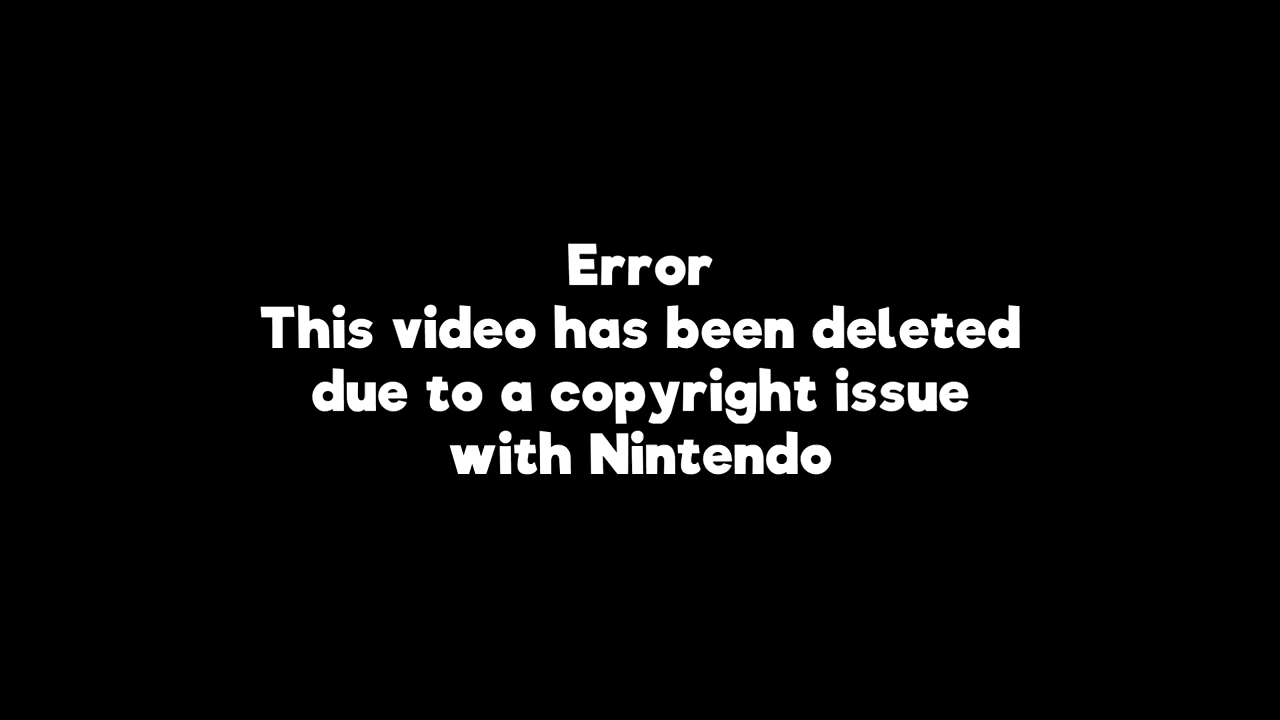 Error
This video has been deleted
due to a copyright issue
with Nintendo